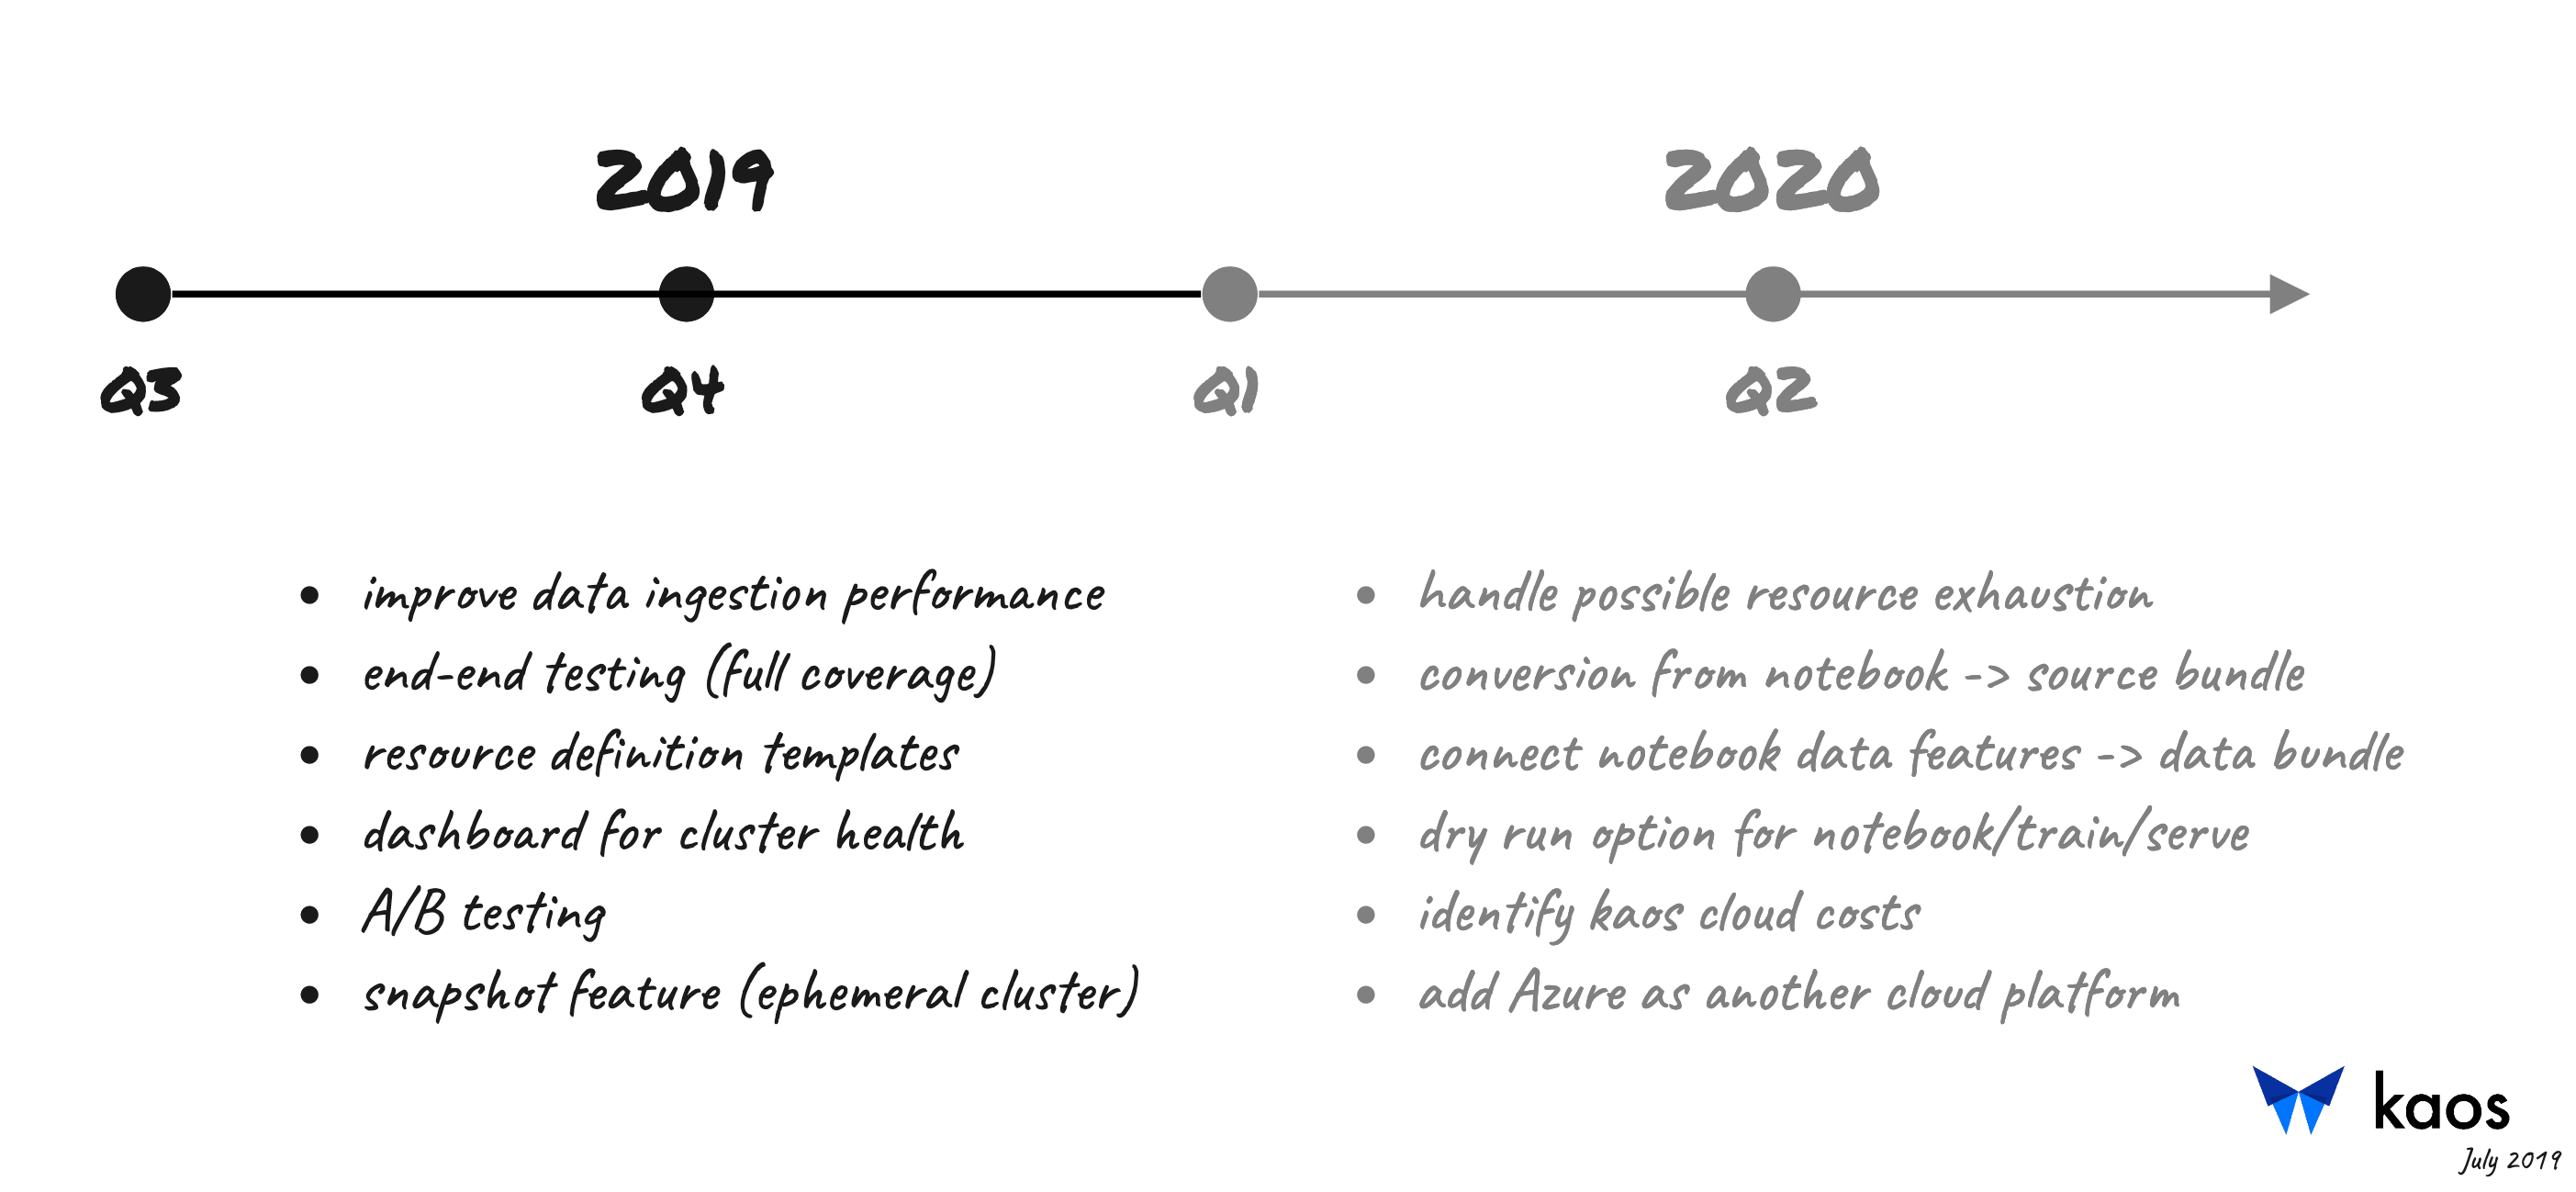 2019
2020
Q3
Q4
Q1
Q2
• improve data ingestion performance
• end-end testing (full coverage)
• resource definition templates
• dashboard for cluster health
• A/B testing
• snapshot feature (ephemeral cluster)
• handle possible resource exhaustion
• conversion from notebook -> source bundle
• connect notebook data features -> data bundle
• dry run option for notebook/train/serve
• identify kaos cloud costs
• add Azure as another cloud platform
kaos
July 2019